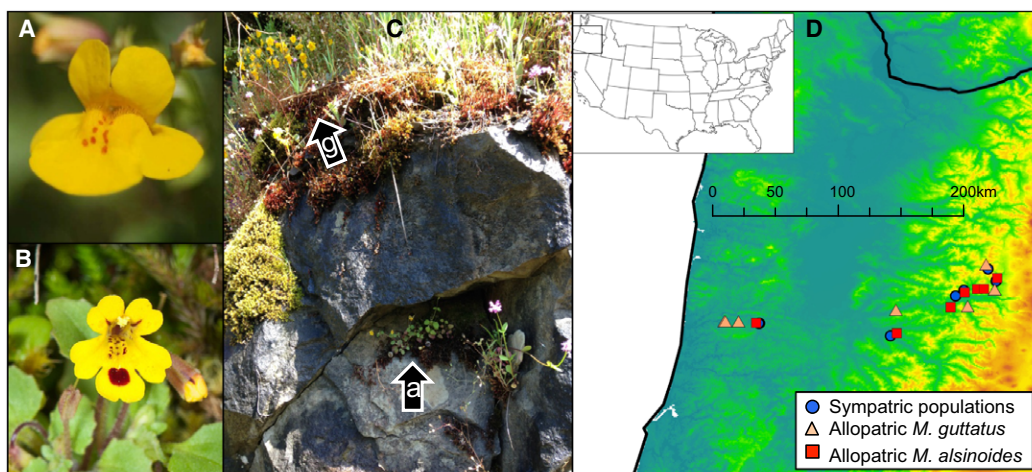 A
B
C
g
a
D
0 50 100 200km
Sympatric populations
Allopatric M. guttatus
Allopatric M. alsinoides